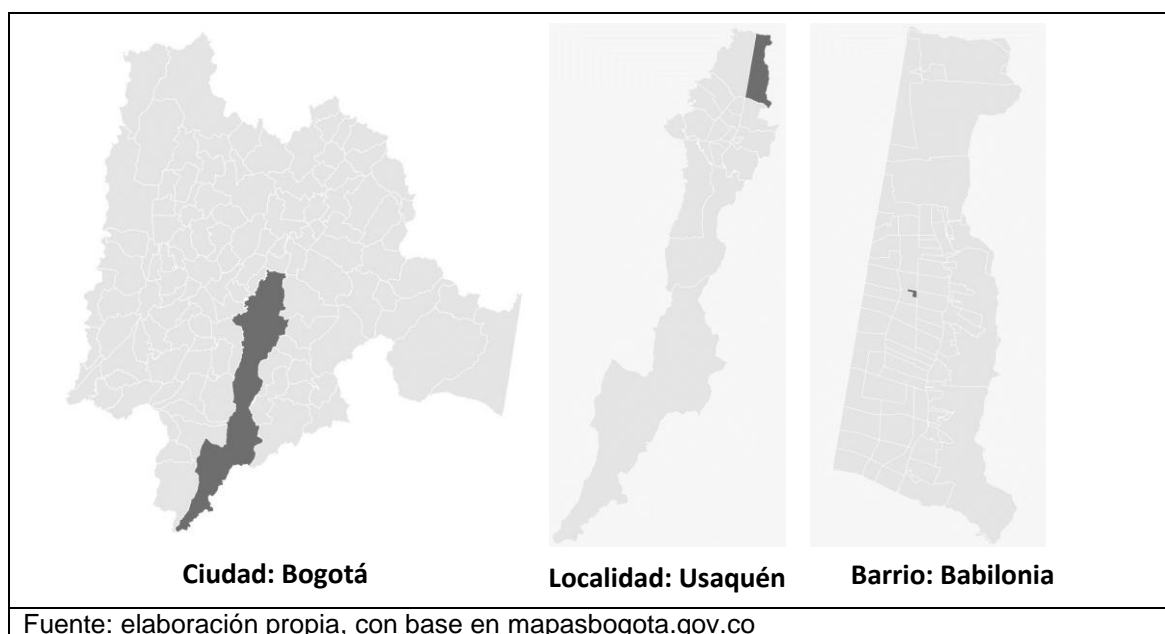 Ciudad: Bogotá
Localidad: Usaquén
Barrio: Babilonia
Fuente: elaboración propia, con base en mapasbogota.gov.co